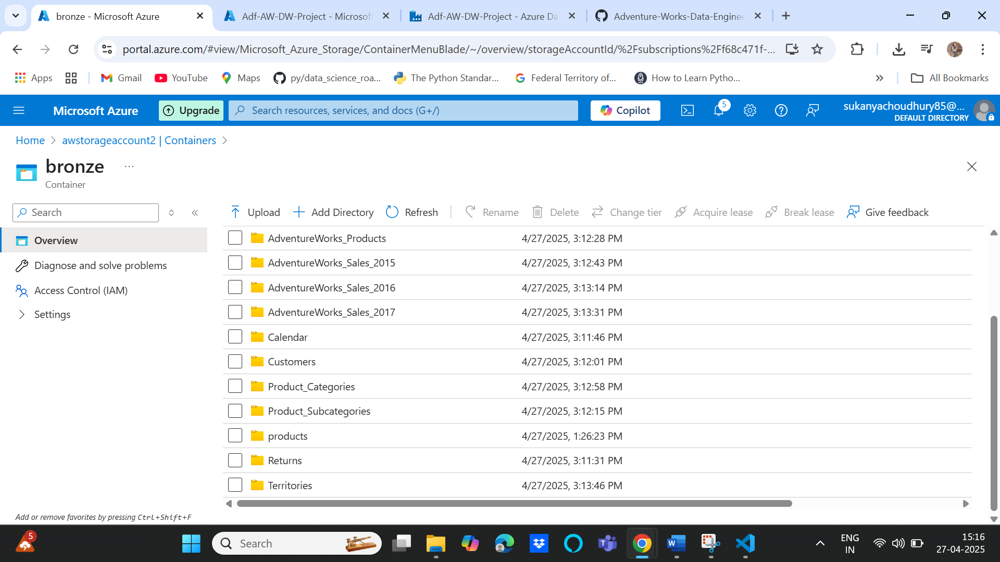 bronze - Microsoft Azure
Adf-AW-DW-Project - Microsoft
Adf-AW-DW-Project - Azure Da
Adventure-Works-Data-Enginee
portal.azure.com/#view/Microsoft_Azure_Storage/ContainerMenuBlade/~/overview/storageAccountId/%2Fsubscriptions%2Ff68c471f-...
Apps
Gmail
YouTube
Maps
py/data_science_roa...
The Python Standar...
Federal Territory of...
How to Learn Pytho...
All Bookmarks
Microsoft Azure
Upgrade
Search resources, services, and docs (G+/)
Copilot
5
sukanyachoudhury85@...
DEFAULT DIRECTORY
Home
awstorageaccount2 | Containers
bronze
...
Container
Search
Upload
Add Directory
Refresh
Rename
Delete
Change tier
Acquire lease
Break lease
Give feedback
Overview
Diagnose and solve problems
Access Control (IAM)
Settings
AdventureWorks_Products 4/27/2025, 3:12:28 PM
AdventureWorks_Sales_2015 4/27/2025, 3:12:43 PM
AdventureWorks_Sales_2016 4/27/2025, 3:13:14 PM
AdventureWorks_Sales_2017 4/27/2025, 3:13:31 PM
Calendar 4/27/2025, 3:11:46 PM
Customers 4/27/2025, 3:12:01 PM
Product_Categories 4/27/2025, 3:12:58 PM
Product_Subcategories 4/27/2025, 3:12:15 PM
products 4/27/2025, 1:26:23 PM
Returns 4/27/2025, 3:11:31 PM
Territories 4/27/2025, 3:13:46 PM
Add or remove favorites by pressing Ctrl+Shift+F
5
Search
ENG
IN
15:16
27-04-2025